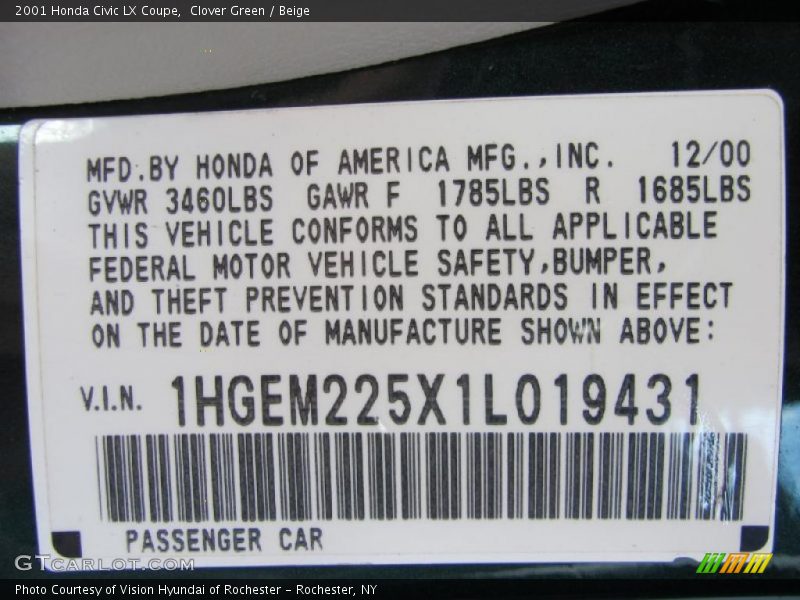 2001 Honda Civic LX Coupe,  Clover Green / Beige
MFD.BY HONDA OF AMERICA MFG.,INC. 12/00
GVWR 3460LBS GAWR F 1785LBS R 1685LBS
THIS VEHICLE CONFORMS TO ALL APPLICABLE
FEDERAL MOTOR VEHICLE SAFETY,BUMPER,
AND THEFT PREVENTION STANDARDS IN EFFECT
ON THE DATE OF MANUFACTURE SHOWN ABOVE:
V.I.N. 1HGEM225X1L019431
PASSENGER CAR
GTCarLot.com
Photo Courtesy of Vision Hyundai of Rochester – Rochester, NY